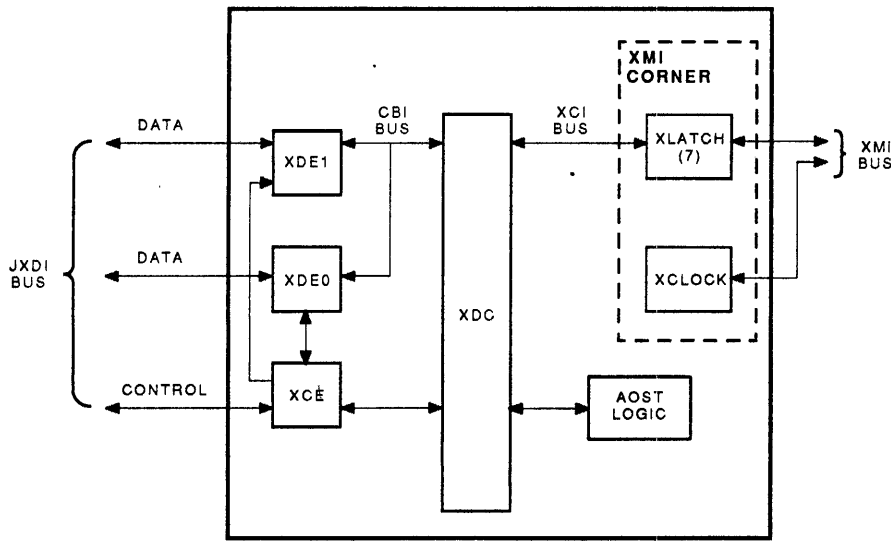 XMI
CORNER
DATA
CBI
BUS
XCI
BUS
XDE1
XLATCH
(7)
XMI
BUS
JXDI
BUS
DATA
XDE0
XDC
XCLOCK
CONTROL
XCE
AOST
LOGIC